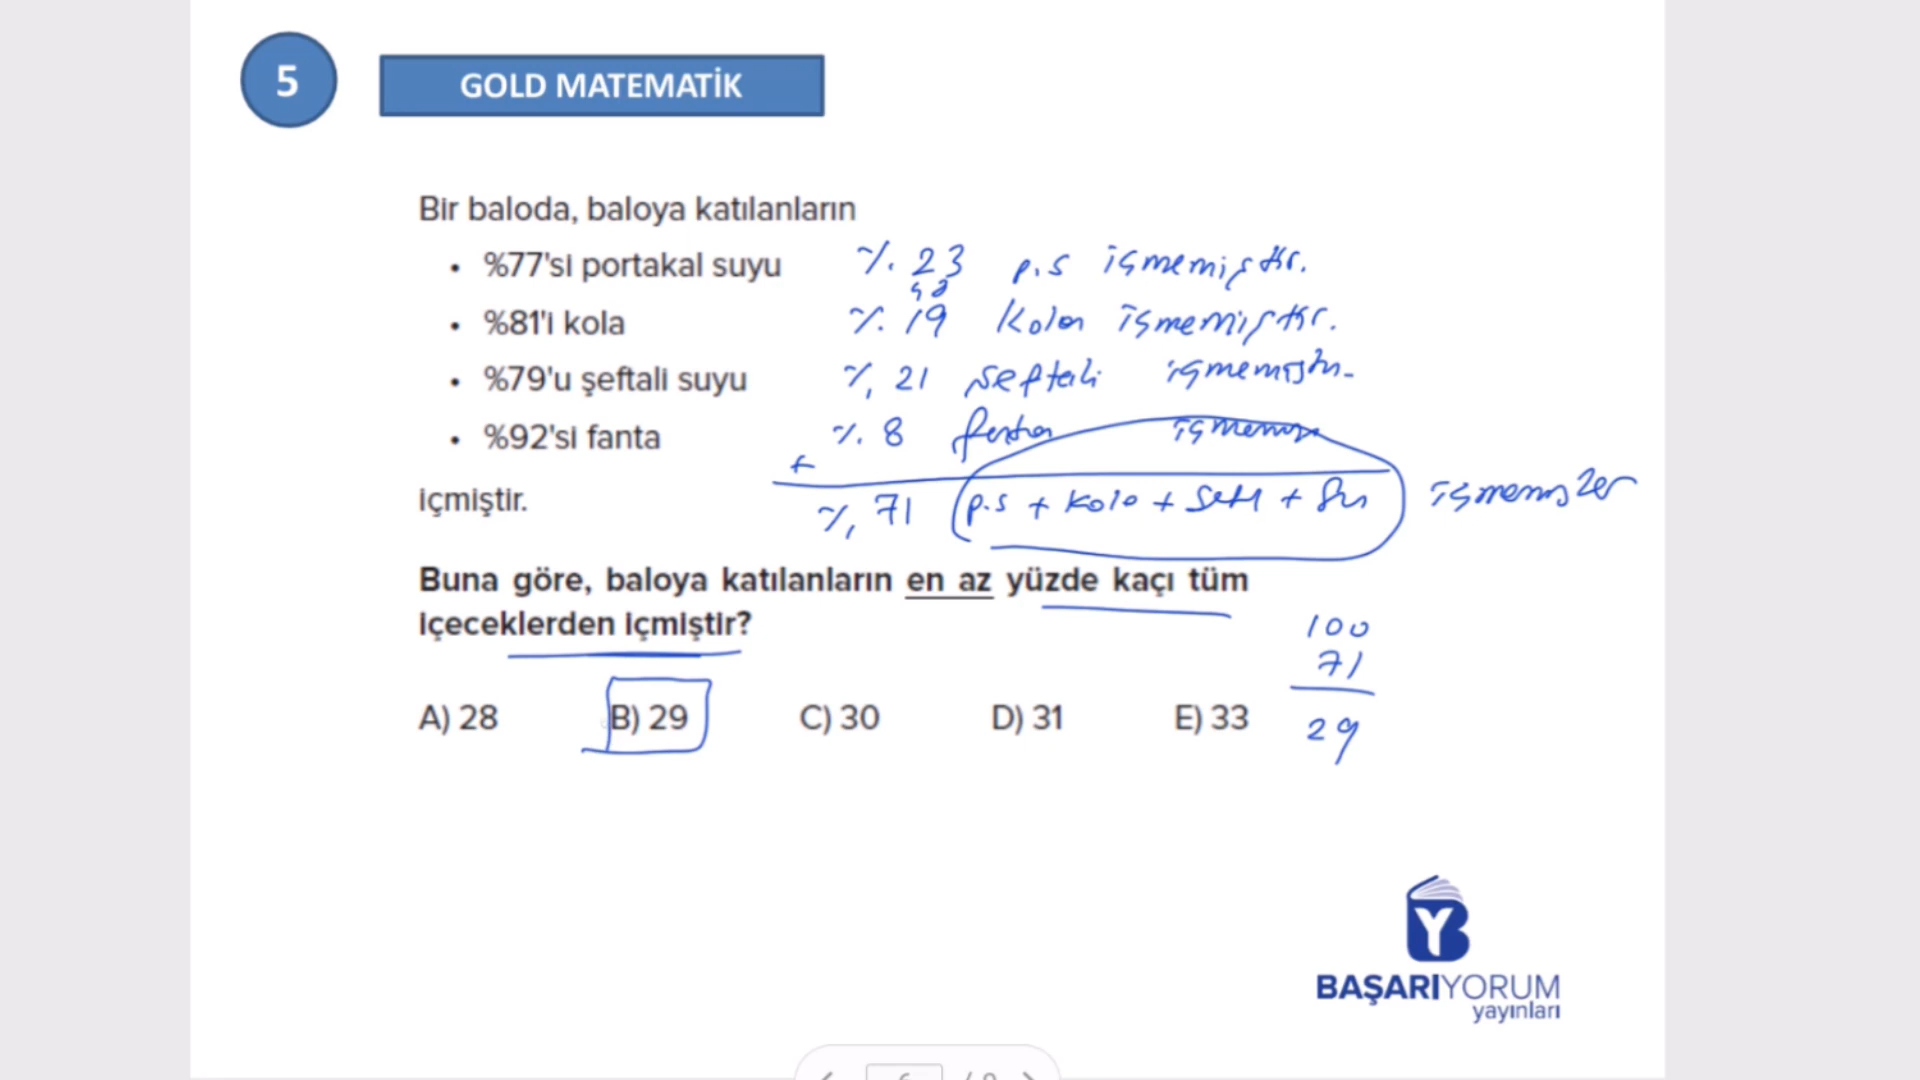 5
GOLD MATEMATİK
Bir baloda, baloya katılanların
• %77'si portakal suyu %23 p.s içmemiştir.
42
• %81'i kola %19 Kola içmemiştir.
• %79'u şeftali suyu %21 şeftali içmemiştir.
• %92'si fanta %8 fanta içmemiş
+
içmiştir. %71 (p.s + Kola + şeft + fan) içmemişler
Buna göre, baloya katılanların en az yüzde kaçı tüm
içeceklerden içmiştir?
100
71
29
A) 28 B) 29 C) 30 D) 31 E) 33
BAŞARIYORUM
yayınları